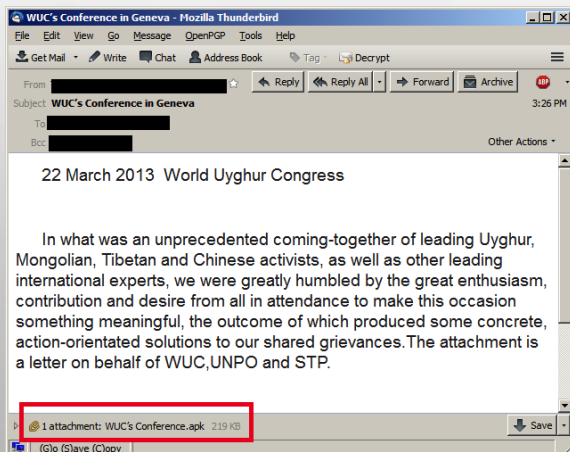 WUC's Conference in Geneva - Mozilla Thunderbird
File Edit View Go Message OpenPGP Tools Help
Get Mail Write Chat Address Book Tag Decrypt
From Reply Reply All Forward Archive ABP
Subject WUC's Conference in Geneva 3:26 PM
To
Bcc Other Actions
22 March 2013 World Uyghur Congress
In what was an unprecedented coming-together of leading Uyghur,
Mongolian, Tibetan and Chinese activists, as well as other leading
international experts, we were greatly humbled by the great enthusiasm,
contribution and desire from all in attendance to make this occasion
something meaningful, the outcome of which produced some concrete,
action-orientated solutions to our shared grievances.The attachment is
a letter on behalf of WUC,UNPO and STP.
1 attachment: WUC's Conference.apk 219 KB Save
(G)o (S)ave (C)opy